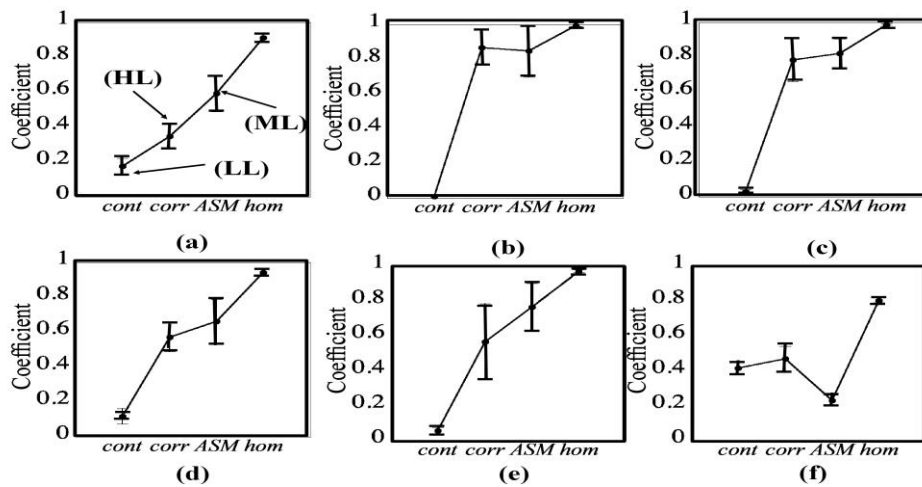 Coefficient
1
0.8
0.6
0.4
0.2
0
(HL)
(ML)
(LL)
cont corr ASM hom
(a)
Coefficient
1
0.8
0.6
0.4
0.2
0
cont corr ASM hom
(b)
Coefficient
1
0.8
0.6
0.4
0.2
0
cont corr ASM hom
(c)
Coefficient
1
0.8
0.6
0.4
0.2
0
cont corr ASM hom
(d)
Coefficient
1
0.8
0.6
0.4
0.2
0
cont corr ASM hom
(e)
Coefficient
1
0.8
0.6
0.4
0.2
0
cont corr ASM hom
(f)